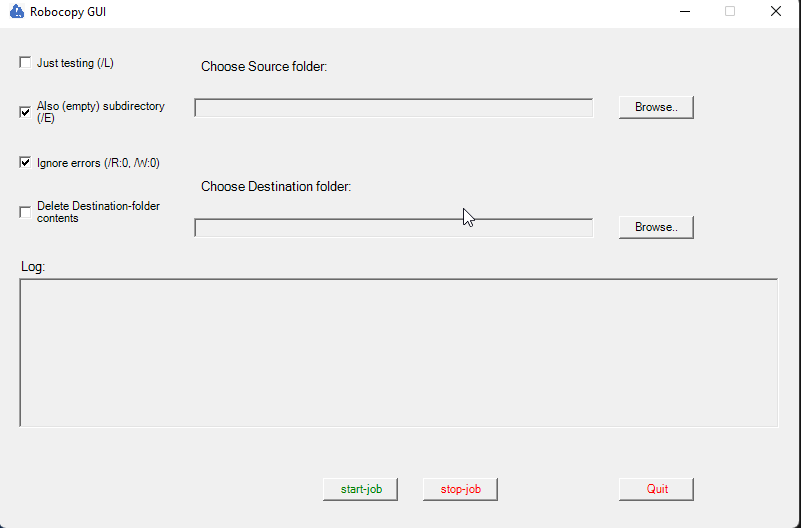 Robocopy GUI
Just testing (/L)
Choose Source folder:
Also (empty) subdirectory
(/E)
Browse..
Ignore errors (/R:0, /W:0)
Choose Destination folder:
Delete Destination-folder
contents
Browse..
Log:
start-job
stop-job
Quit